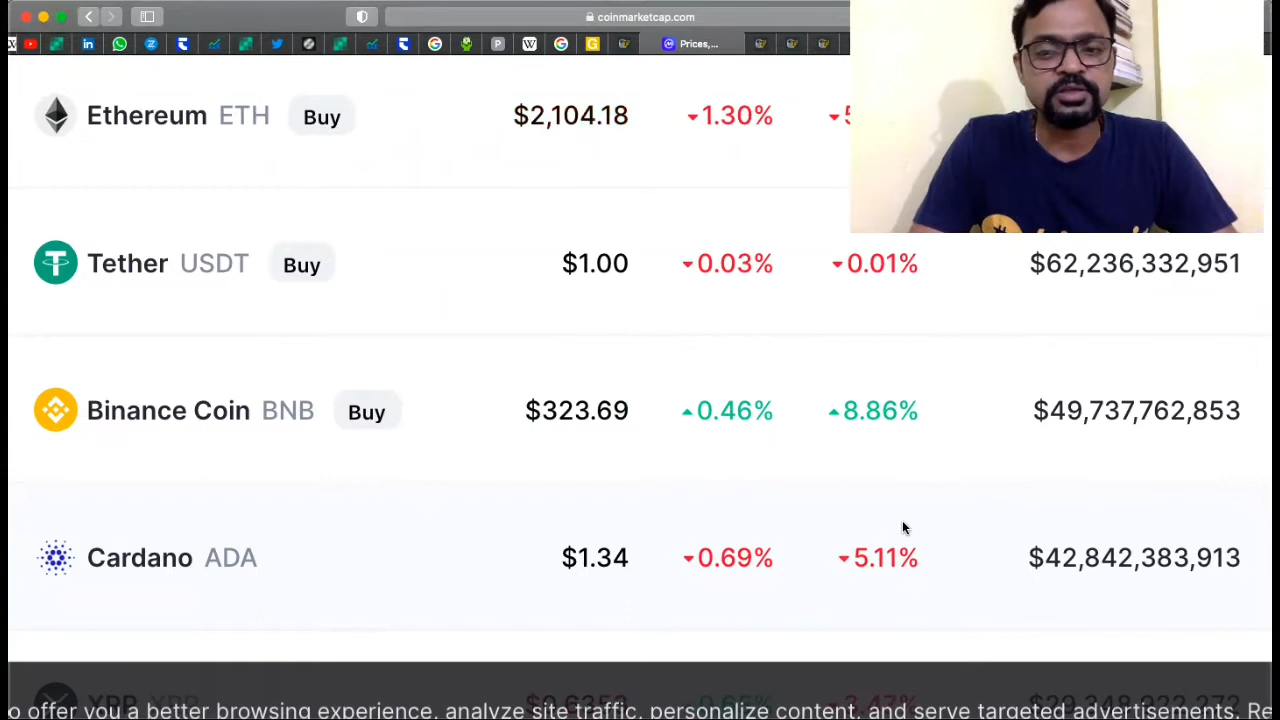 coinmarketcap.com
Prices,...
Ethereum ETH Buy $2,104.18 1.30%
Tether USDT Buy $1.00 0.03% 0.01% $62,236,332,951
Binance Coin BNB Buy $323.69 0.46% 8.86% $49,737,762,853
Cardano ADA $1.34 0.69% 5.11% $42,842,383,913
XRP XRP
o offer you a better browsing experience, analyze site traffic, personalize content, and serve targeted advertisements. Re